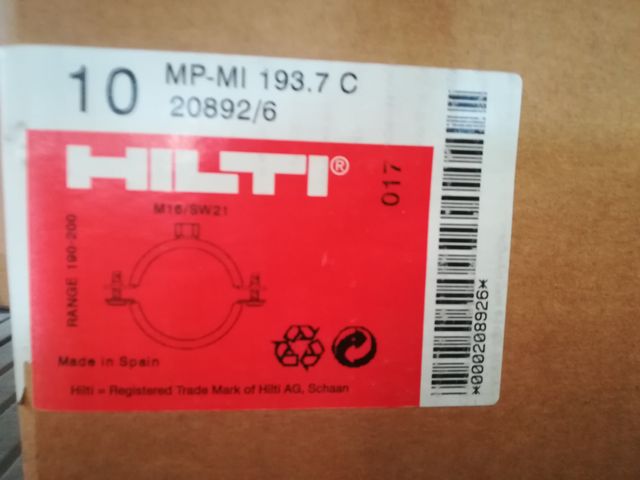 10
MP-MI 193.7 C
20892/6
HILTI®
017
M16/SW21
RANGE 190-200
Made in Spain
Hilti = Registered Trade Mark of Hilti AG, Schaan
*000208926*